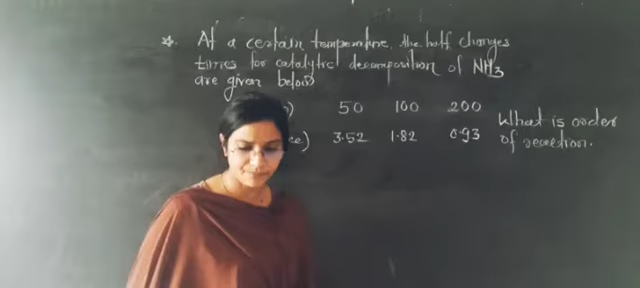 * At a certain temperature, the half changes
times for catalytic decomposition of NH3
are given below
) 50 100 200
ce) 3.52 1.82 0.93
What is order
of reaction.